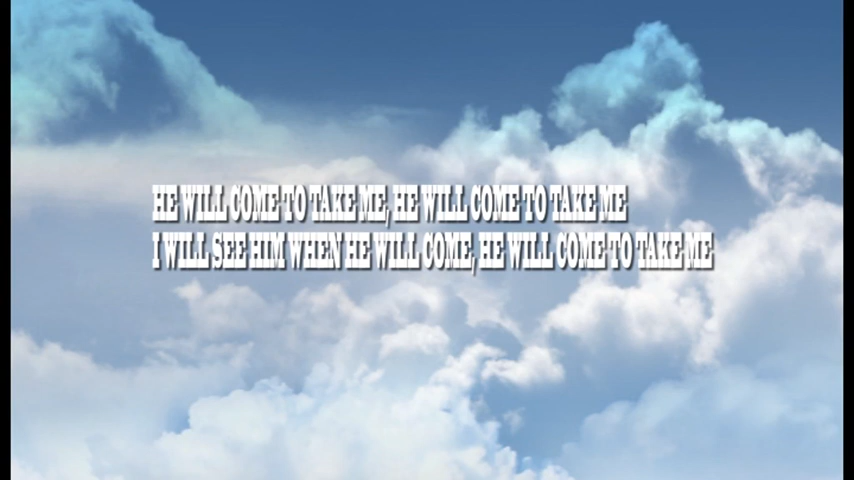 HE WILL COME TO TAKE ME, HE WILL COME TO TAKE ME
I WILL SEE HIM WHEN HE WILL COME, HE WILL COME TO TAKE ME